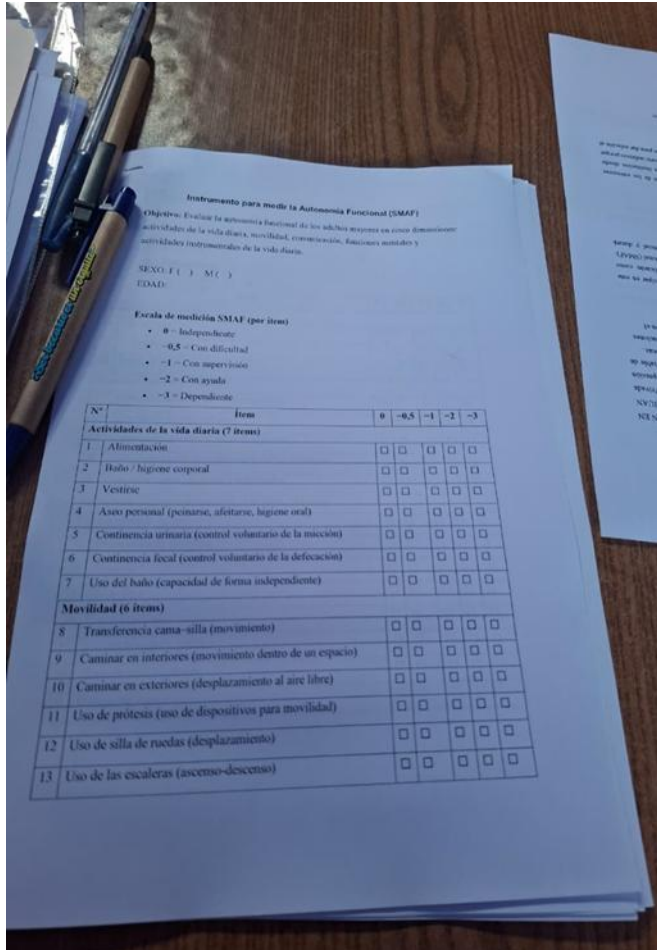 Instrumento para medir la Autonomía Funcional (SMAF)
Objetivo: Evaluar la autonomía funcional de los adultos mayores en cinco dimensiones:
actividades de la vida diaria, movilidad, comunicación, funciones mentales y
actividades instrumentales de la vida diaria.
SEXO: F ( ) M ( )
EDAD:
Escala de medición SMAF (por ítem)
• 0 = Independiente
• −0,5 = Con dificultad
• −1 = Con supervisión
• −2 = Con ayuda
• −3 = Dependiente
N° Ítem 0 −0,5 −1 −2 −3
Actividades de la vida diaria (7 ítems)
1 Alimentación □ □ □ □ □
2 Baño / higiene corporal □ □ □ □ □
3 Vestirse □ □ □ □ □
4 Aseo personal (peinarse, afeitarse, higiene oral) □ □ □ □ □
5 Continencia urinaria (control voluntario de la micción) □ □ □ □ □
6 Continencia fecal (control voluntario de la defecación) □ □ □ □ □
7 Uso del baño (capacidad de forma independiente) □ □ □ □ □
Movilidad (6 ítems)
8 Transferencia cama–silla (movimiento) □ □ □ □ □
9 Caminar en interiores (movimiento dentro de un espacio) □ □ □ □ □
10 Caminar en exteriores (desplazamiento al aire libre) □ □ □ □ □
11 Uso de prótesis (uso de dispositivos para movilidad) □ □ □ □ □
12 Uso de silla de ruedas (desplazamiento) □ □ □ □ □
13 Uso de las escaleras (ascenso-descenso) □ □ □ □ □